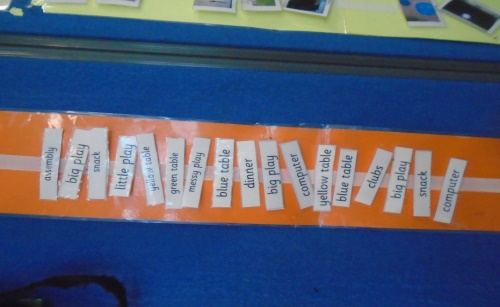 assembly
big play
snack
little play
yellow table
green table
messy play
blue table
dinner
big play
computer
yellow table
blue table
clubs
big play
snack
computer